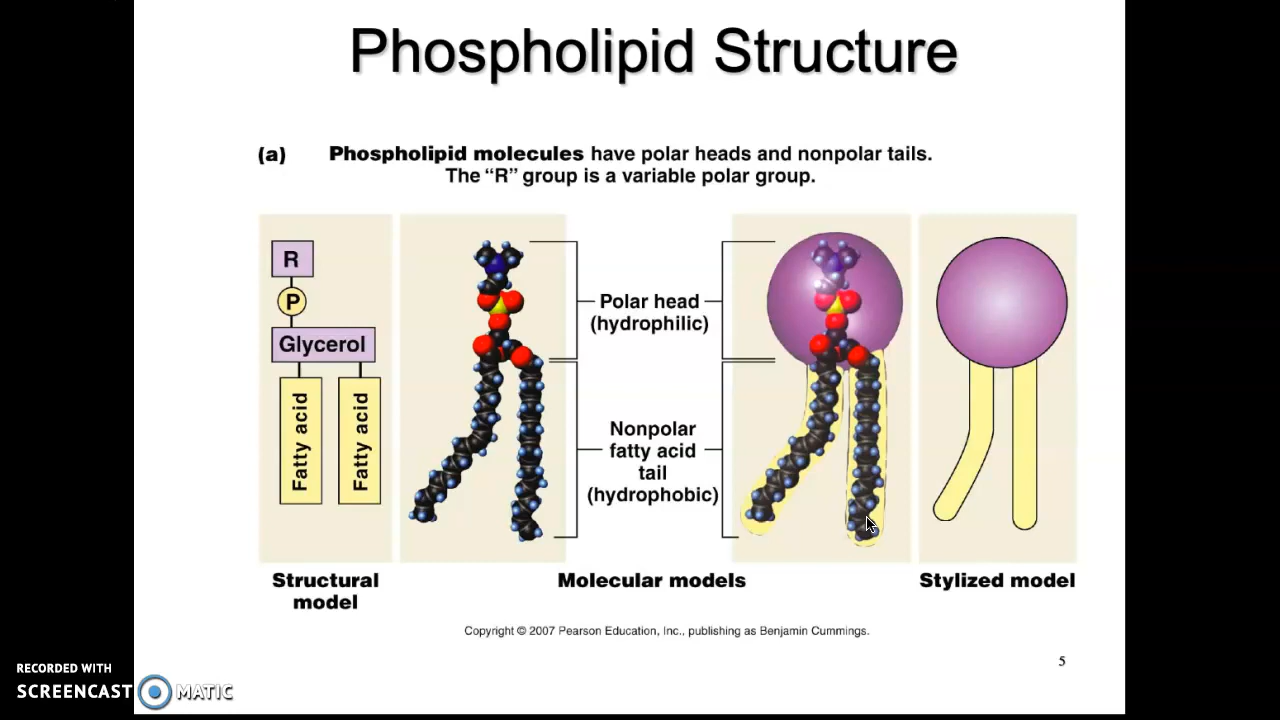 Phospholipid Structure
(a) Phospholipid molecules have polar heads and nonpolar tails.
The “R” group is a variable polar group.
R
P
Glycerol
Fatty acid
Fatty acid
Polar head
(hydrophilic)
Nonpolar
fatty acid
tail
(hydrophobic)
Structural
model
Molecular models
Stylized model
Copyright © 2007 Pearson Education, Inc., publishing as Benjamin Cummings.
5
RECORDED WITH
SCREENCAST MATIC